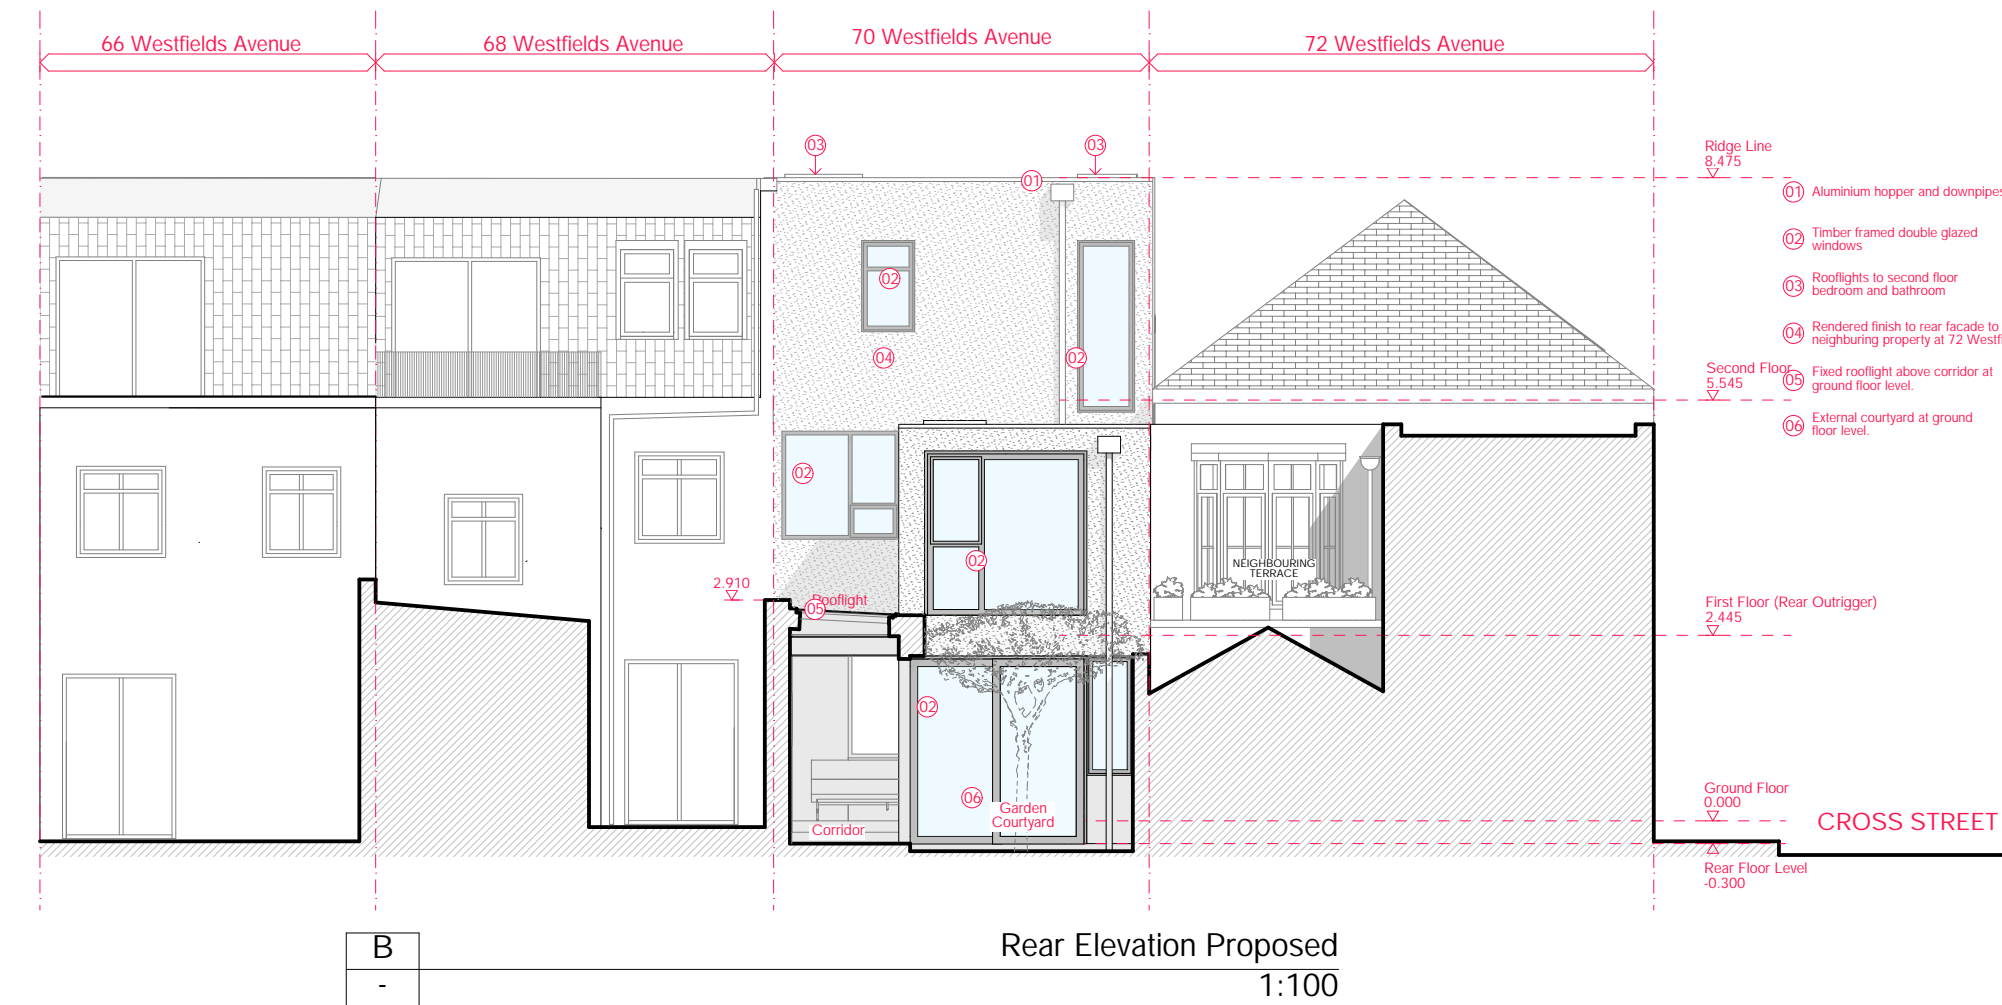 66 Westfields Avenue
68 Westfields Avenue
70 Westfields Avenue
72 Westfields Avenue
03
03
01
Ridge Line
8.475
01 Aluminium hopper and downpipes
02 Timber framed double glazed
windows
03 Rooflights to second floor
bedroom and bathroom
04 Rendered finish to rear facade to
neighburing property at 72 Westf
Second Floor
5.545
05 Fixed rooflight above corridor at
ground floor level.
06 External courtyard at ground
floor level.
02
04
02
02
02
NEIGHBOURING
TERRACE
2.910
Rooflight
05
First Floor (Rear Outrigger)
2.445
02
06
Garden
Courtyard
Corridor
Ground Floor
0.000
CROSS STREET
Rear Floor Level
-0.300
B
Rear Elevation Proposed
-
1:100